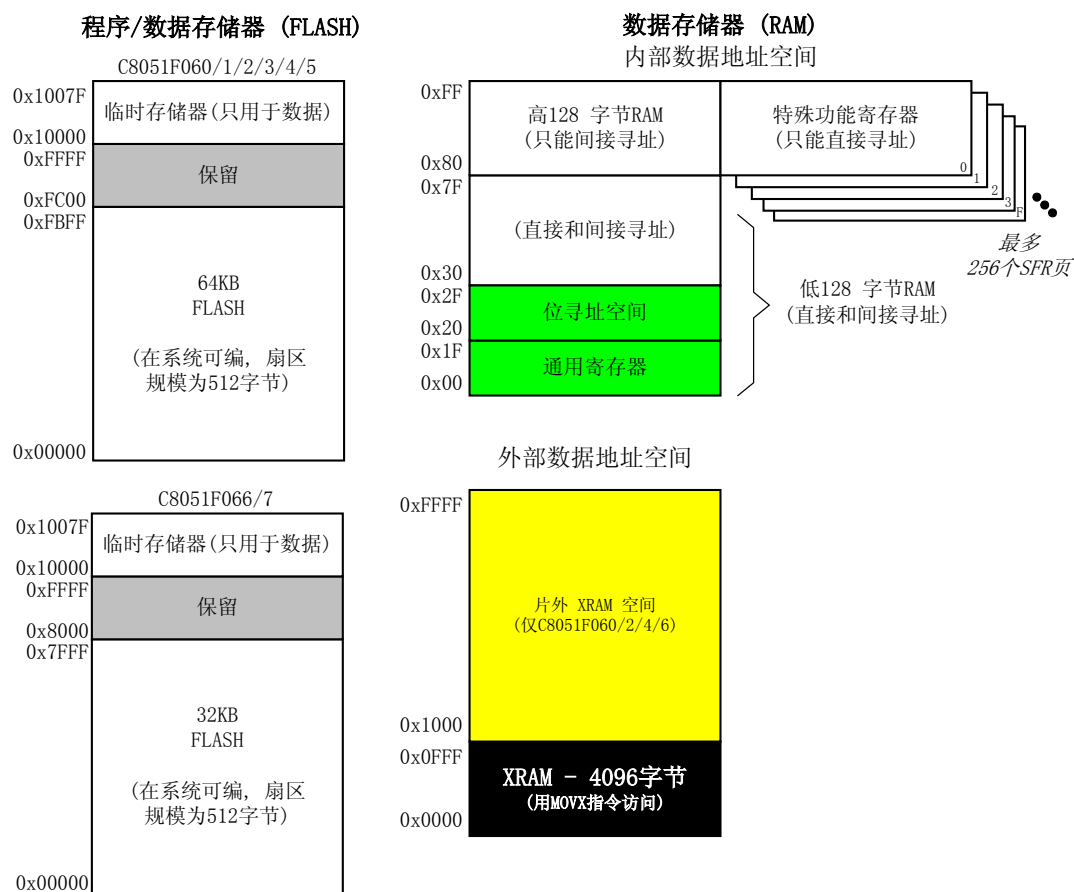 程序/数据存储器 (FLASH)
C8051F060/1/2/3/4/5
0x1007F
临时存储器(只用于数据)
0x10000
0xFFFF
保留
0xFC00
0xFBFF
64KB
FLASH
(在系统可编, 扇区
规模为512字节)
0x00000
C8051F066/7
0x1007F
临时存储器(只用于数据)
0x10000
0xFFFF
保留
0x8000
0x7FFF
32KB
FLASH
(在系统可编, 扇区
规模为512字节)
0x00000
数据存储器 (RAM)
内部数据地址空间
0xFF
高128 字节RAM
(只能间接寻址)
0x80
特殊功能寄存器
(只能直接寻址)
0
1
2
3
F
最多
256个SFR页
0x7F
(直接和间接寻址)
0x30
0x2F
位寻址空间
0x20
0x1F
通用寄存器
0x00
低128 字节RAM
(直接和间接寻址)
外部数据地址空间
0xFFFF
片外 XRAM 空间
(仅C8051F060/2/4/6)
0x1000
0x0FFF
XRAM - 4096字节
(用MOVX指令访问)
0x0000